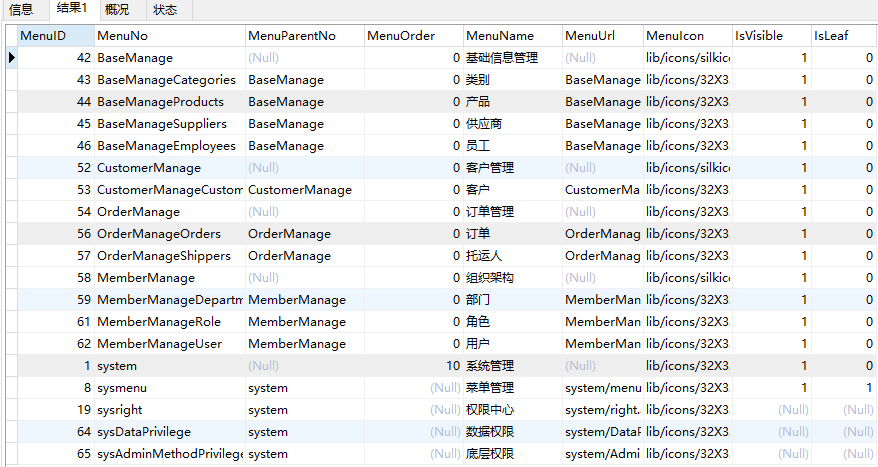 信息 结果1 概况 状态
MenuID MenuNo MenuParentNo MenuOrder MenuName MenuUrl MenuIcon IsVisible IsLeaf
42 BaseManage (Null) 0 基础信息管理 (Null) lib/icons/silkico 1 0
43 BaseManageCategories BaseManage 0 类别 BaseManage lib/icons/32X3 1 0
44 BaseManageProducts BaseManage 0 产品 BaseManage lib/icons/32X3 1 0
45 BaseManageSuppliers BaseManage 0 供应商 BaseManage lib/icons/32X3 1 0
46 BaseManageEmployees BaseManage 0 员工 BaseManage lib/icons/32X3 1 0
52 CustomerManage (Null) 0 客户管理 (Null) lib/icons/silkico 1 0
53 CustomerManageCustom CustomerManage 0 客户 CustomerMa lib/icons/32X3 1 0
54 OrderManage (Null) 0 订单管理 (Null) lib/icons/32X3 1 0
56 OrderManageOrders OrderManage 0 订单 OrderManag lib/icons/32X3 1 0
57 OrderManageShippers OrderManage 0 托运人 OrderManag lib/icons/32X3 1 0
58 MemberManage (Null) 0 组织架构 (Null) lib/icons/silkico 1 0
59 MemberManageDepartm MemberManage 0 部门 MemberMan lib/icons/32X3 1 0
61 MemberManageRole MemberManage 0 角色 MemberMan lib/icons/32X3 1 0
62 MemberManageUser MemberManage 0 用户 MemberMan lib/icons/32X3 1 0
1 system (Null) 10 系统管理 (Null) lib/icons/32X3 1 0
8 sysmenu system (Null) 菜单管理 system/menu lib/icons/32X3 1 1
19 sysright system (Null) 权限中心 system/right. lib/icons/32X3 (Null) (Null)
64 sysDataPrivilege system (Null) 数据权限 system/DataP lib/icons/32X3 (Null) (Null)
65 sysAdminMethodPrivilege system (Null) 底层权限 system/Admi lib/icons/32X3 (Null) (Null)